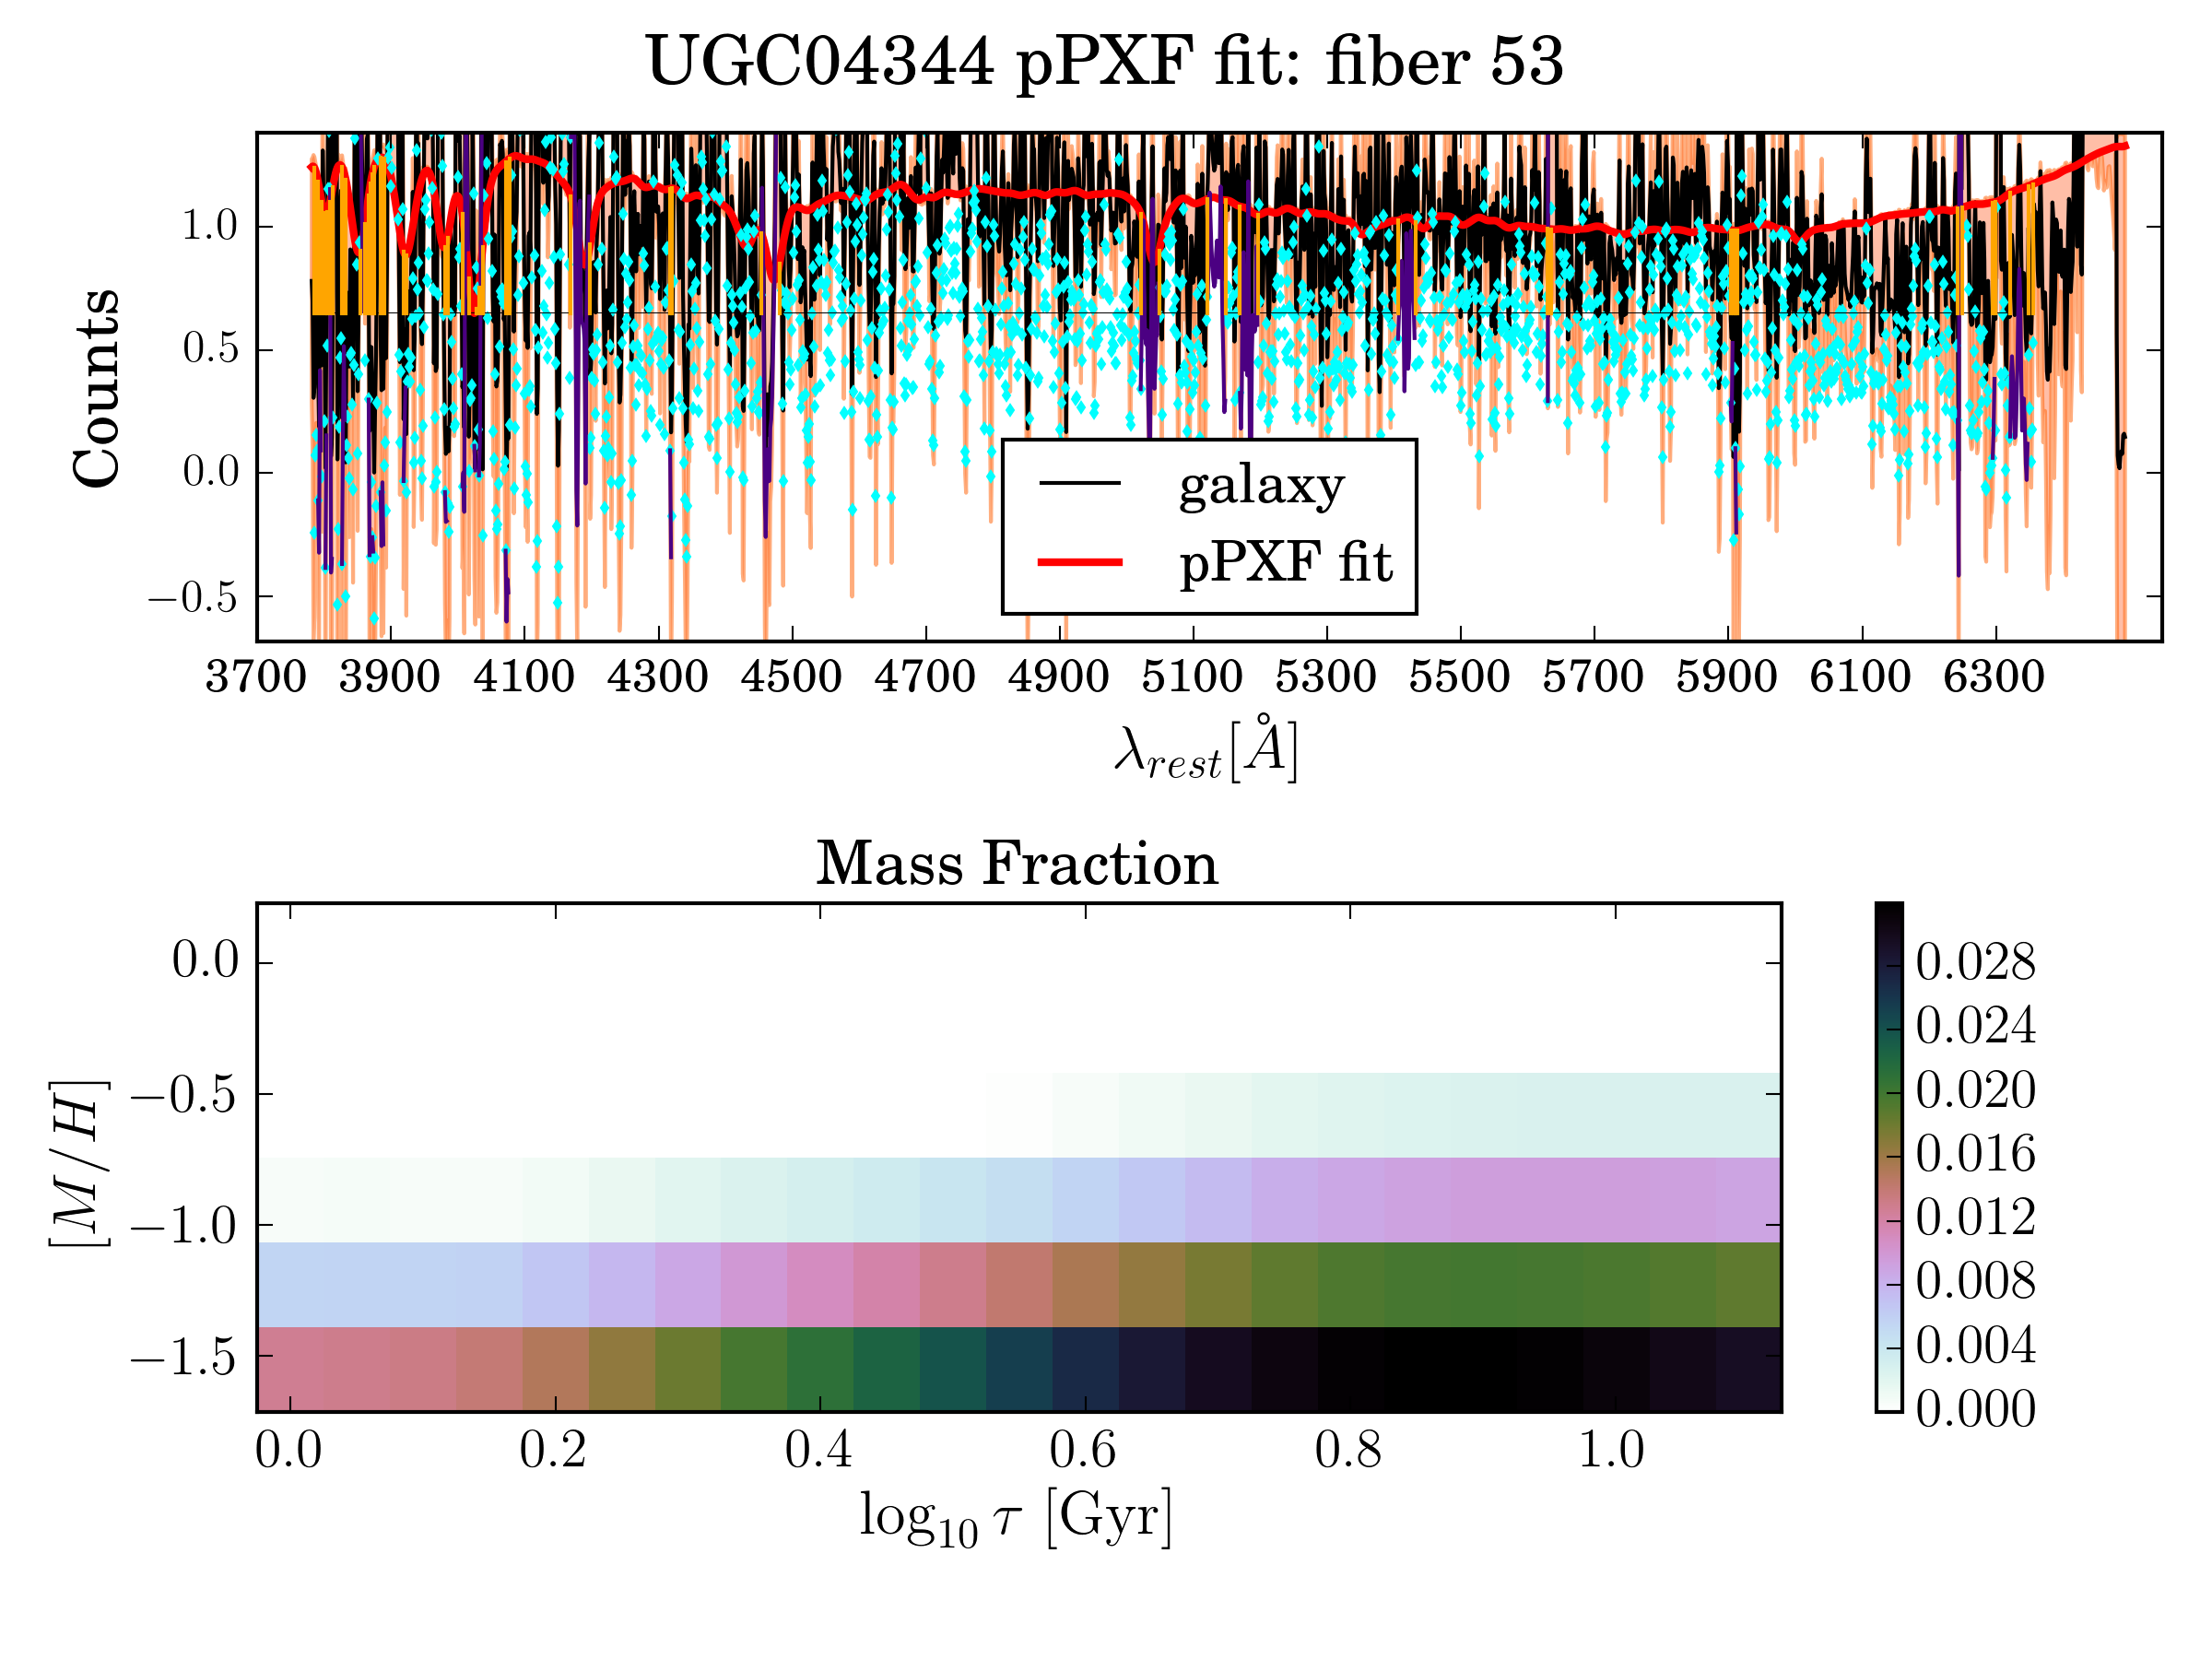 UGC04344 pPXF fit: fiber 53
Counts
1.0
0.5
0.0
−0.5
galaxy
pPXF fit
3700 3900 4100 4300 4500 4700 4900 5100 5300 5500 5700 5900 6100 6300
λrest[Å]
Mass Fraction
[M/H]
0.0
−0.5
−1.0
−1.5
0.0 0.2 0.4 0.6 0.8 1.0
log10 τ [Gyr]
0.028
0.024
0.020
0.016
0.012
0.008
0.004
0.000